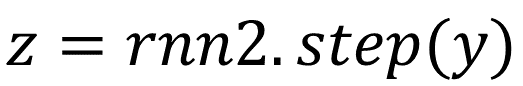 z = rnn2.step(y)